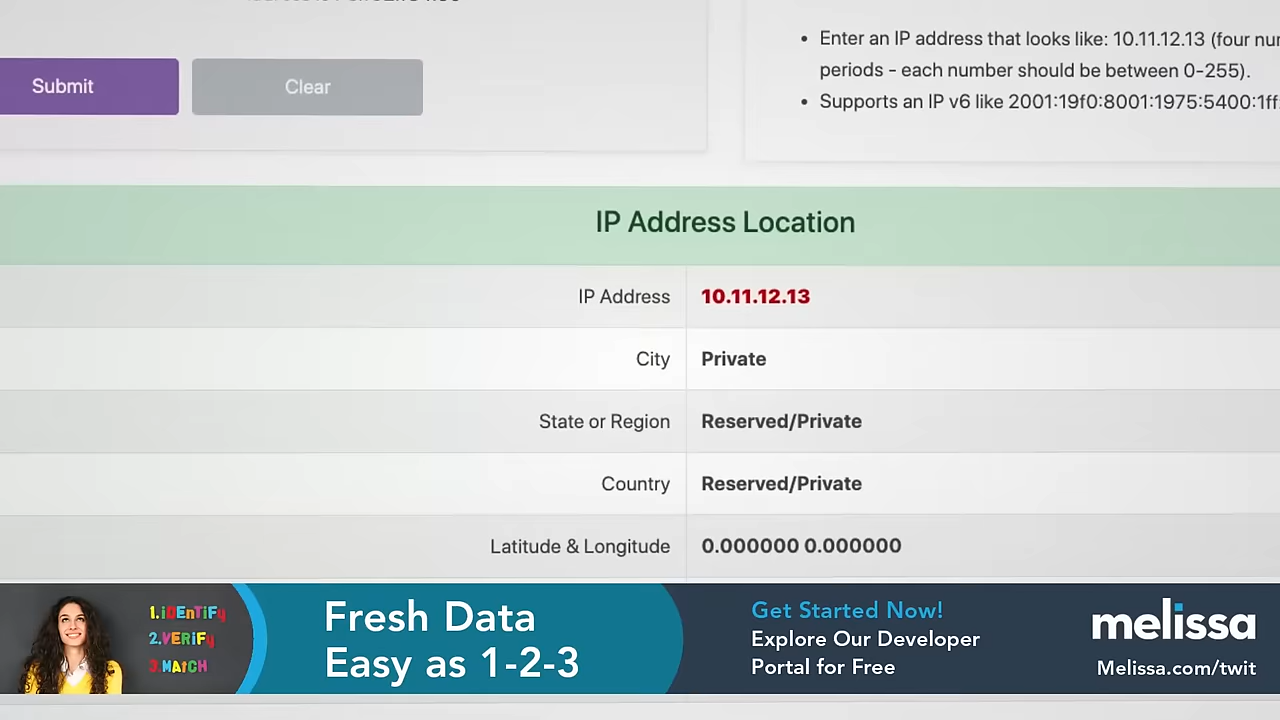 Submit
Clear
• Enter an IP address that looks like: 10.11.12.13 (four
periods - each number should be between 0-255).
• Supports an IP v6 like 2001:19f0:8001:1975:5400:1ff:
IP Address Location
IP Address 10.11.12.13
City Private
State or Region Reserved/Private
Country Reserved/Private
Latitude & Longitude 0.000000 0.000000
1.iDEnTiFy
2.VERiFy
3.MAtCH
Fresh Data
Easy as 1-2-3
Get Started Now!
Explore Our Developer
Portal for Free
melissa
Melissa.com/twit